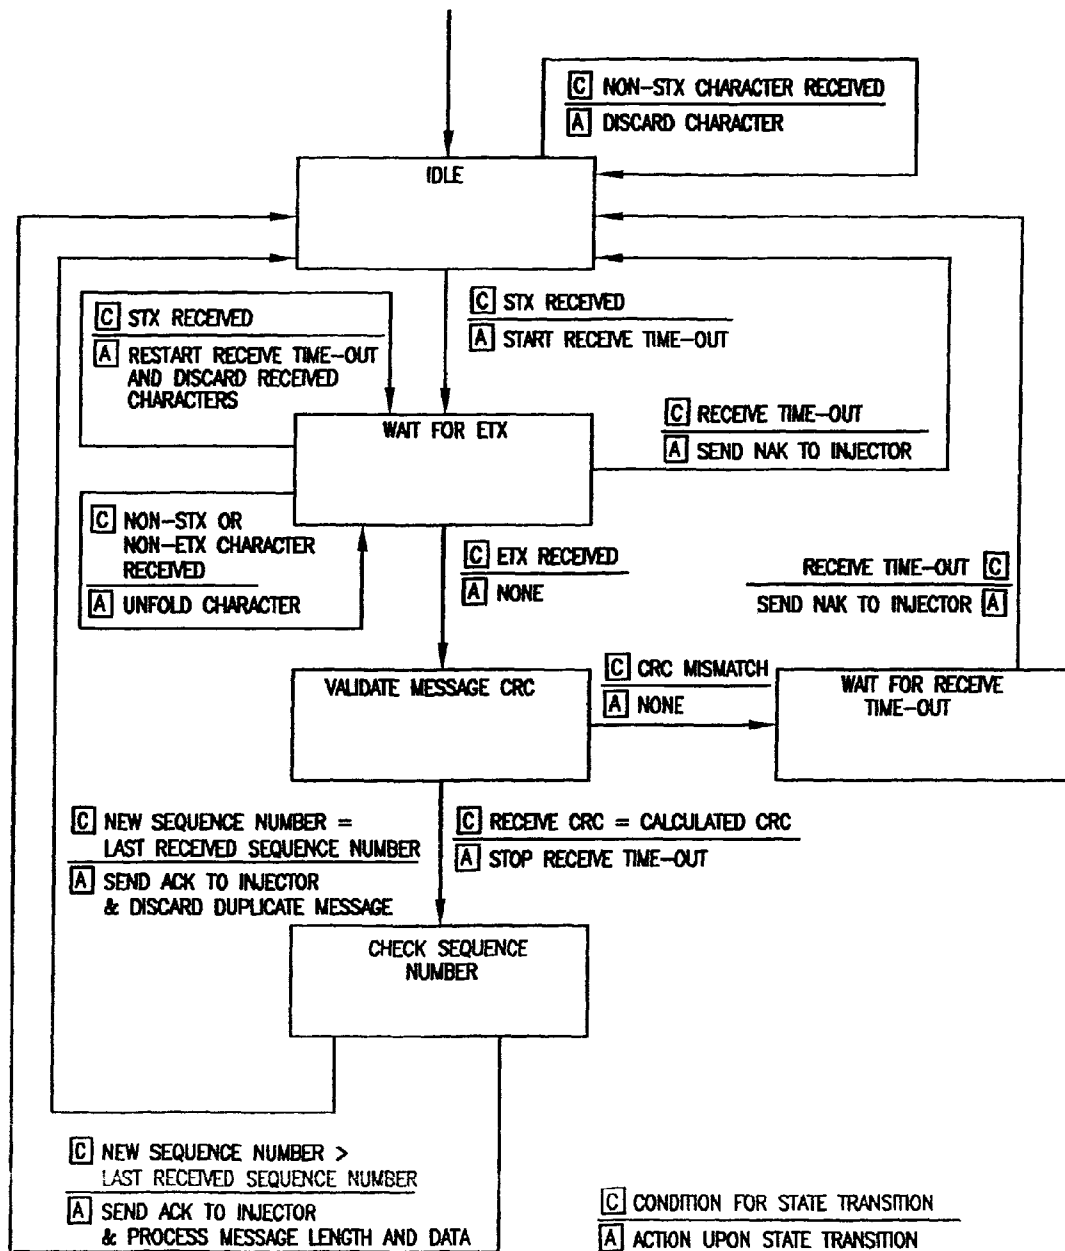 C NON-STX CHARACTER RECEIVED
A DISCARD CHARACTER
IDLE
C STX RECEIVED
A RESTART RECEIVE TIME-OUT
AND DISCARD RECEIVED
CHARACTERS
C STX RECEIVED
A START RECEIVE TIME-OUT
WAIT FOR ETX
C RECEIVE TIME-OUT
A SEND NAK TO INJECTOR
C NON-STX OR
NON-ETX CHARACTER
RECEIVED
A UNFOLD CHARACTER
C ETX RECEIVED
A NONE
RECEIVE TIME-OUT C
SEND NAK TO INJECTOR A
VALIDATE MESSAGE CRC
C CRC MISMATCH
A NONE
WAIT FOR RECEIVE
TIME-OUT
C NEW SEQUENCE NUMBER =
LAST RECEIVED SEQUENCE NUMBER
A SEND ACK TO INJECTOR
& DISCARD DUPLICATE MESSAGE
C RECEIVE CRC = CALCULATED CRC
A STOP RECEIVE TIME-OUT
CHECK SEQUENCE
NUMBER
C NEW SEQUENCE NUMBER >
LAST RECEIVED SEQUENCE NUMBER
A SEND ACK TO INJECTOR
& PROCESS MESSAGE LENGTH AND DATA
C CONDITION FOR STATE TRANSITION
A ACTION UPON STATE TRANSITION